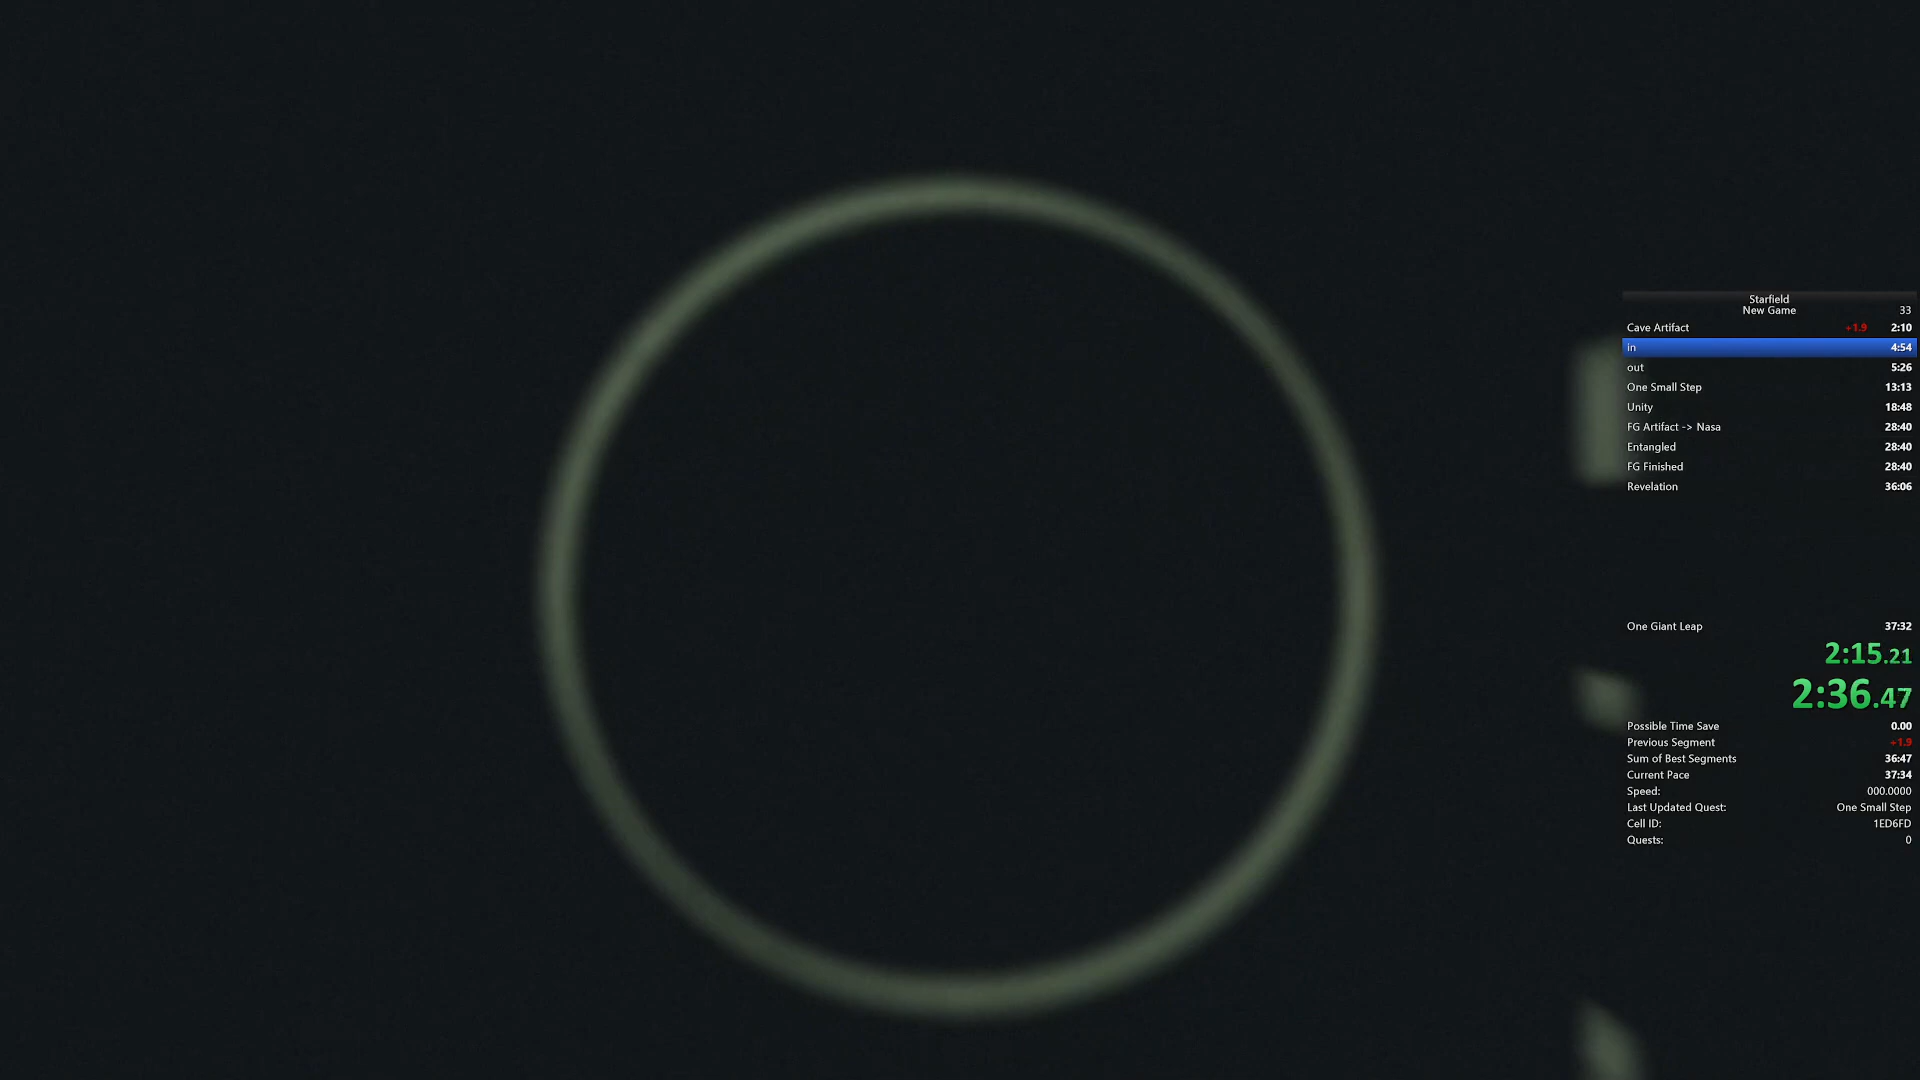 Starfield
New Game 33
Cave Artifact +1.9 2:10
in 4:54
out 5:26
One Small Step 13:13
Unity 18:48
FG Artifact -> Nasa 28:40
Entangled 28:40
FG Finished 28:40
Revelation 36:06
One Giant Leap 37:32
2:15.21
2:36.47
Possible Time Save 0.00
Previous Segment +1.9
Sum of Best Segments 36:47
Current Pace 37:34
Speed: 000.0000
Last Updated Quest: One Small Step
Cell ID: 1ED6FD
Quests: 0